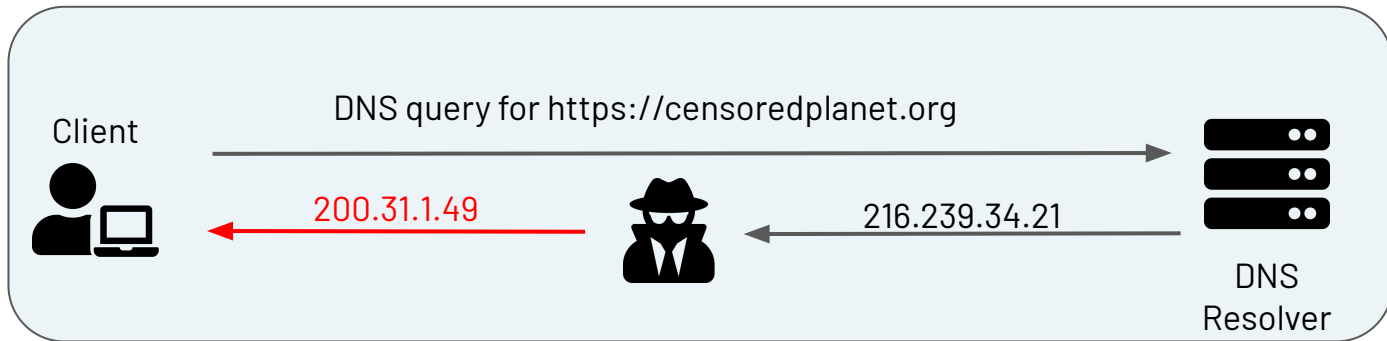 DNS query for https://censoredplanet.org
Client
200.31.1.49
216.239.34.21
DNS
Resolver